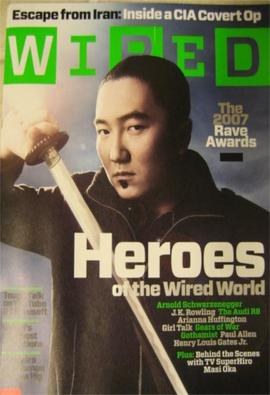 Escape from Iran: Inside a CIA Covert Op
WIRED
The
2007
Rave
Awards
Heroes
of the Wired World
Arnold Schwarzenegger
J.K. Rowling The Audi R8
Arianna Huffington
Girl Talk Gears of War
Gothamist Paul Allen
Henry Louis Gates Jr.
Plus: Behind the Scenes
with TV SuperHiro
Masi Oka